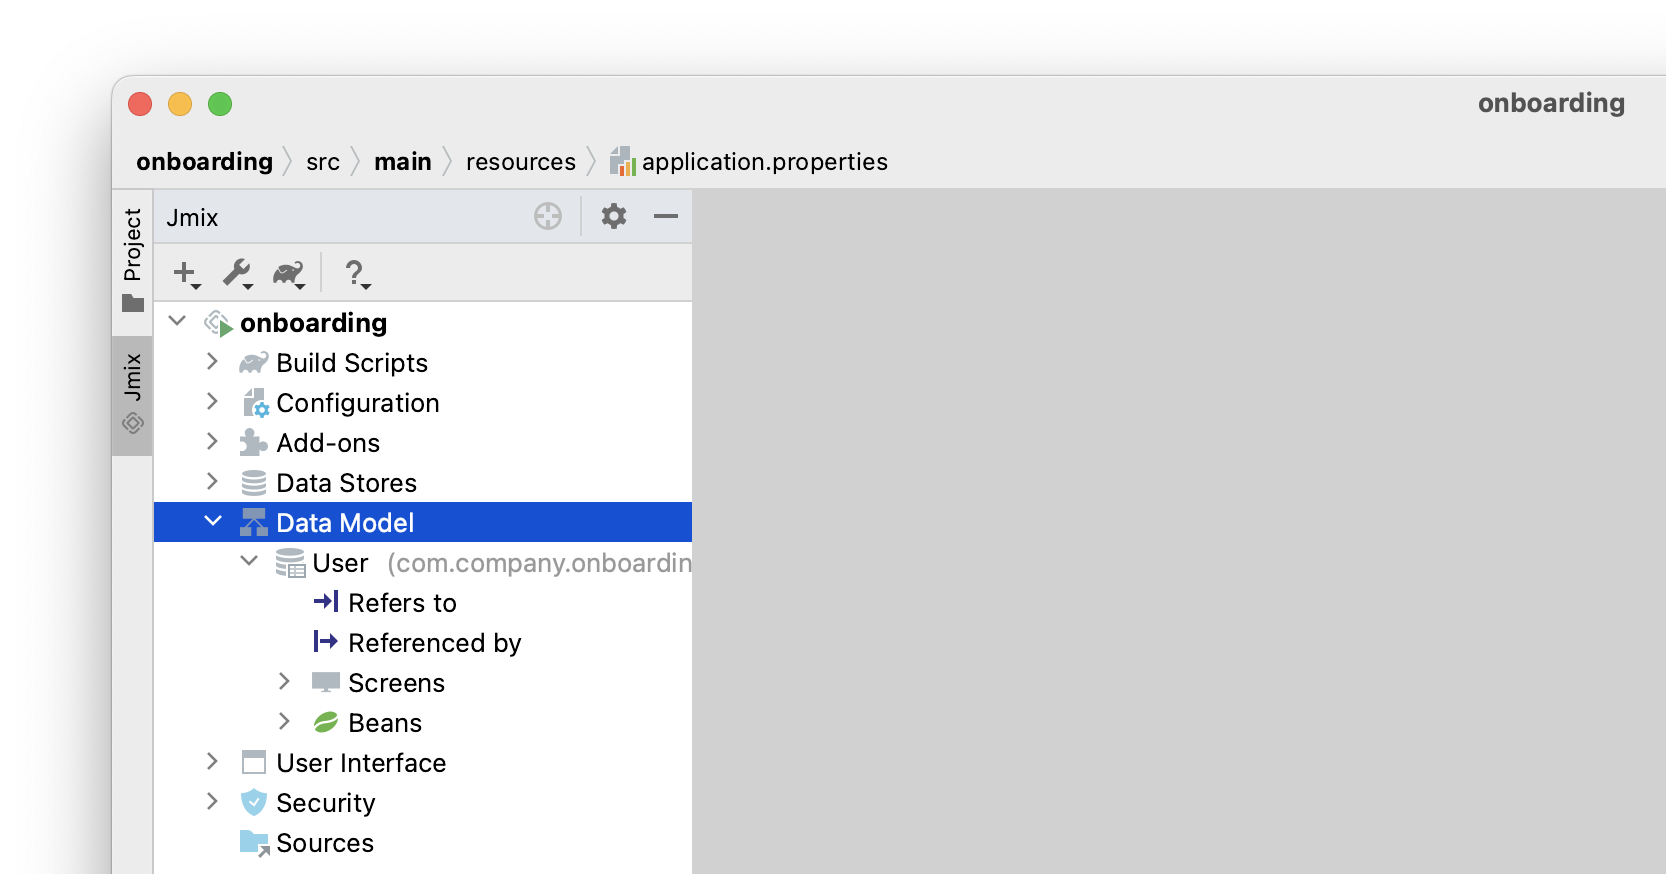 onboarding
onboarding src main resources application.properties
Project
Jmix
Jmix
?
onboarding
Build Scripts
Configuration
Add-ons
Data Stores
Data Model
User (com.company.onboardin
Refers to
Referenced by
Screens
Beans
User Interface
Security
Sources